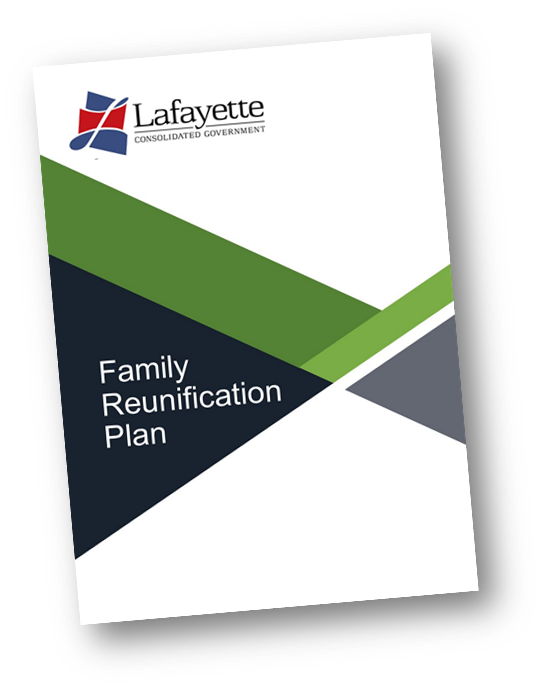 Lafayette
CONSOLIDATED GOVERNMENT
Family
Reunification
Plan